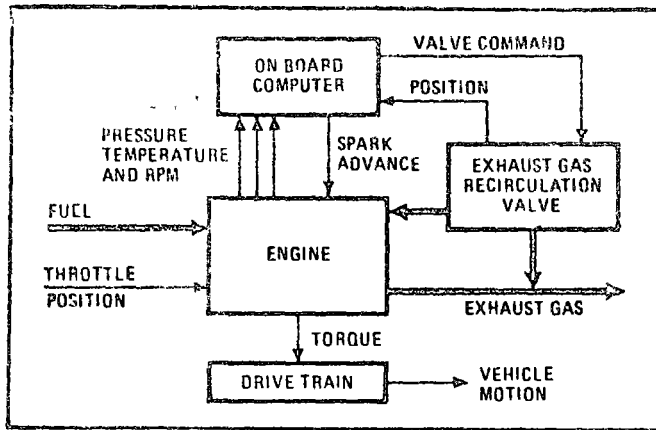 VALVE COMMAND
ON BOARD
COMPUTER
POSITION
PRESSURE
TEMPERATURE
AND RPM
SPARK
ADVANCE
EXHAUST GAS
RECIRCULATION
VALVE
FUEL
ENGINE
THROTTLE
POSITION
EXHAUST GAS
TORQUE
DRIVE TRAIN
VEHICLE
MOTION